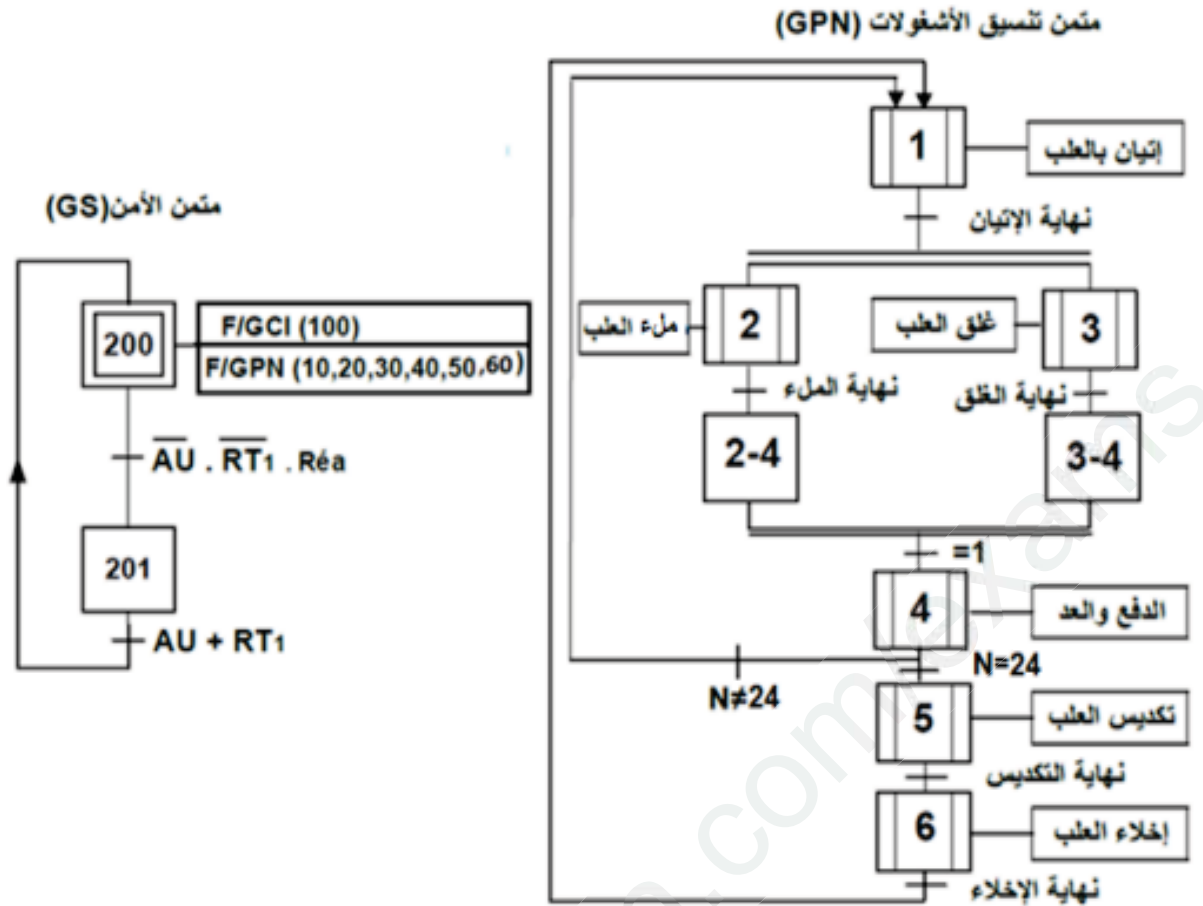 متمن تنسيق الأشغولات (GPN)
1
إتيان بالعلب
نهاية الإتيان
متمن الأمن(GS)
200
F/GCI (100)
F/GPN (10,20,30,40,50,60)
AU . RT1 . Réa
201
AU + RT1
2
ملء العلب
3
غلق العلب
نهاية الملء
نهاية الغلق
2-4
3-4
=1
4
الدفع والعد
N=24
N≠24
5
تكديس العلب
نهاية التكديس
6
إخلاء العلب
نهاية الإخلاء
com/exams